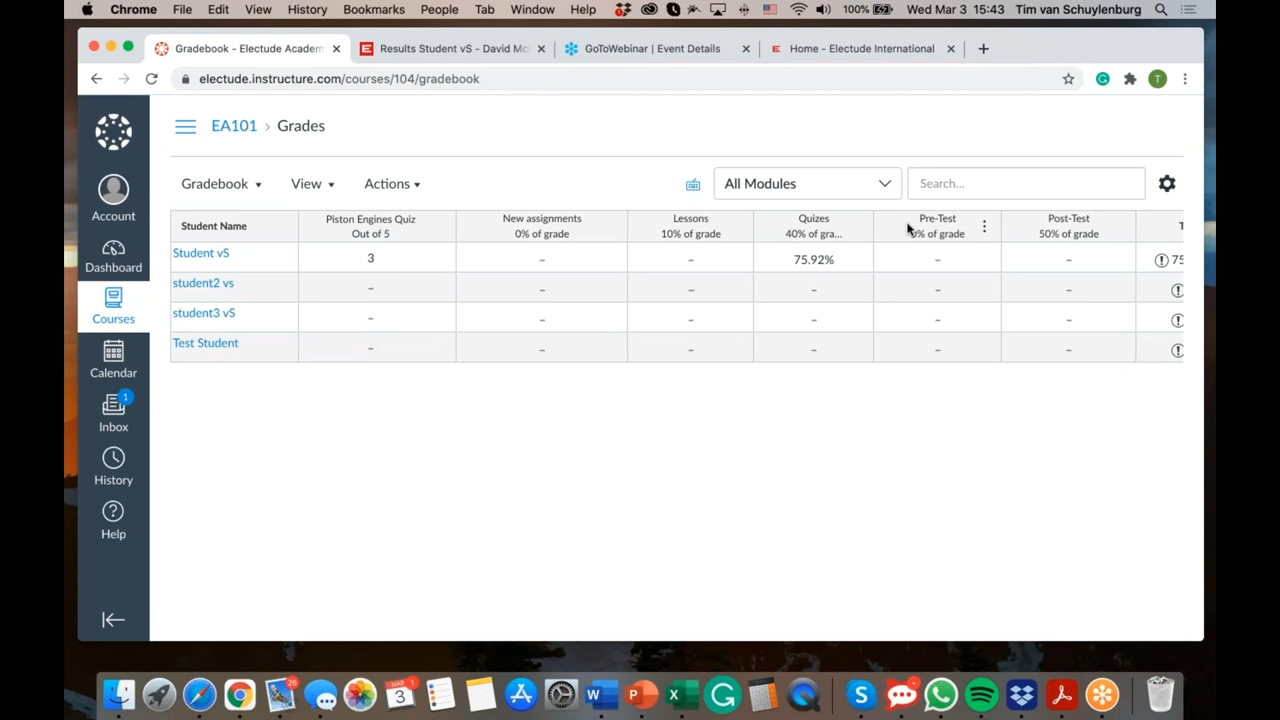 Chrome File Edit View History Bookmarks People Tab Window Help 100% Wed Mar 3 15:43 Tim van Schuylenburg
Gradebook - Electude Academ
Results Student vS - David Mc
GoToWebinar | Event Details
Home - Electude International
electude.instructure.com/courses/104/gradebook
T
EA101 › Grades
Account
Dashboard
Courses
Calendar
1
Inbox
History
Help
Gradebook View Actions All Modules Search...
Student Name
Piston Engines Quiz
Out of 5
New assignments
0% of grade
Lessons
10% of grade
Quizes
40% of gra...
Pre-Test
% of grade
Post-Test
50% of grade
T
Student vS 3 – – 75.92% – – 75
student2 vs – – – – – –
student3 vS – – – – – –
Test Student – – – – – –